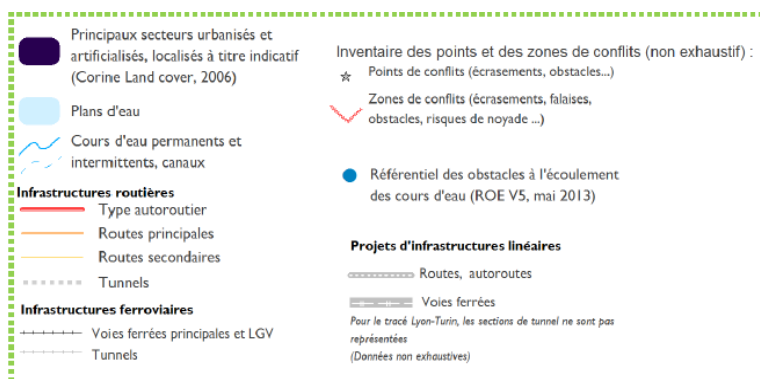 Principaux secteurs urbanisés et
artificialisés, localisés à titre indicatif
(Corine Land cover, 2006)
Plans d'eau
Cours d'eau permanents et
intermittents, canaux
Infrastructures routières
Type autoroutier
Routes principales
Routes secondaires
Tunnels
Infrastructures ferroviaires
Voies ferrées principales et LGV
Tunnels
Inventaire des points et des zones de conflits (non exhaustif) :
Points de conflits (écrasements, obstacles...)
Zones de conflits (écrasements, falaises,
obstacles, risques de noyade ...)
Référentiel des obstacles à l'écoulement
des cours d'eau (ROE V5, mai 2013)
Projets d'infrastructures linéaires
Routes, autoroutes
Voies ferrées
Pour le tracé Lyon-Turin, les sections de tunnel ne sont pas
représentées
(Données non exhaustives)